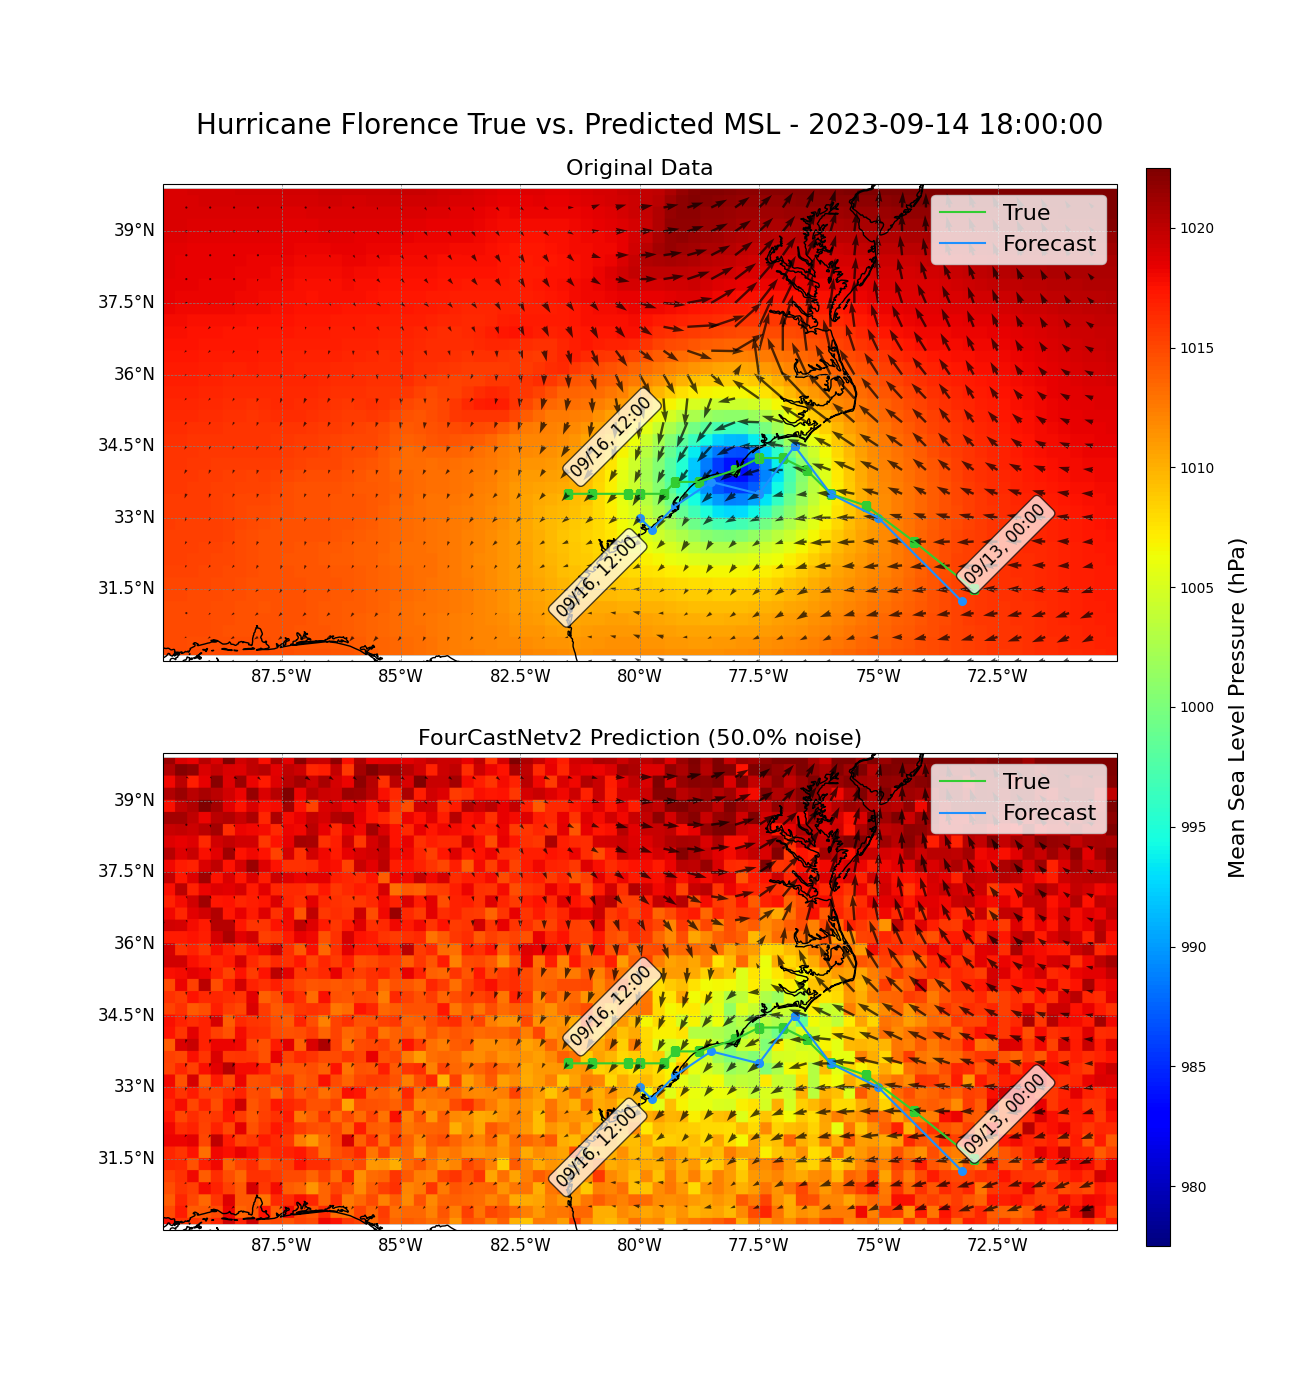 Hurricane Florence True vs. Predicted MSL - 2023-09-14 18:00:00
Original Data
True
Forecast
39°N
37.5°N
36°N
34.5°N
33°N
31.5°N
09/16, 12:00
09/16, 12:00
09/13, 00:00
87.5°W 85°W 82.5°W 80°W 77.5°W 75°W 72.5°W
FourCastNetv2 Prediction (50.0% noise)
True
Forecast
39°N
37.5°N
36°N
34.5°N
33°N
31.5°N
09/16, 12:00
09/16, 12:00
09/13, 00:00
87.5°W 85°W 82.5°W 80°W 77.5°W 75°W 72.5°W
1020
1015
1010
1005
1000
995
990
985
980
Mean Sea Level Pressure (hPa)